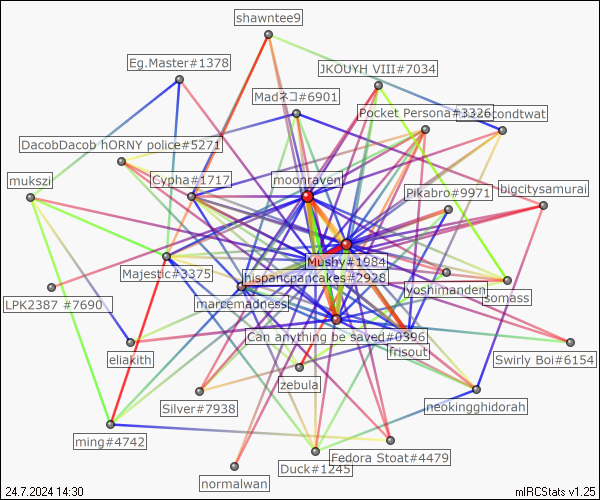 shawntee9
Eg.Master#1378
JKOUYH VIII#7034
Madネコ#6901
Pocket Persona#3326
condtwat
DacobDacob hORNY police#5271
mukszi
Cypha#1717
moonraven
Pikabro#9971
bigcitysamurai
Mushy#1984
Majestic#3375
hispancpancakes#2928
LPK2387 #7690
marcemadness
yoshimanden
somass
Can anything be saved#0396
frisout
eliakith
Swirly Boi#6154
zebula
Silver#7938
neokingghidorah
ming#4742
Fedora Stoat#4479
Duck#1245
normalwan
24.7.2024 14:30
mIRCStats v1.25